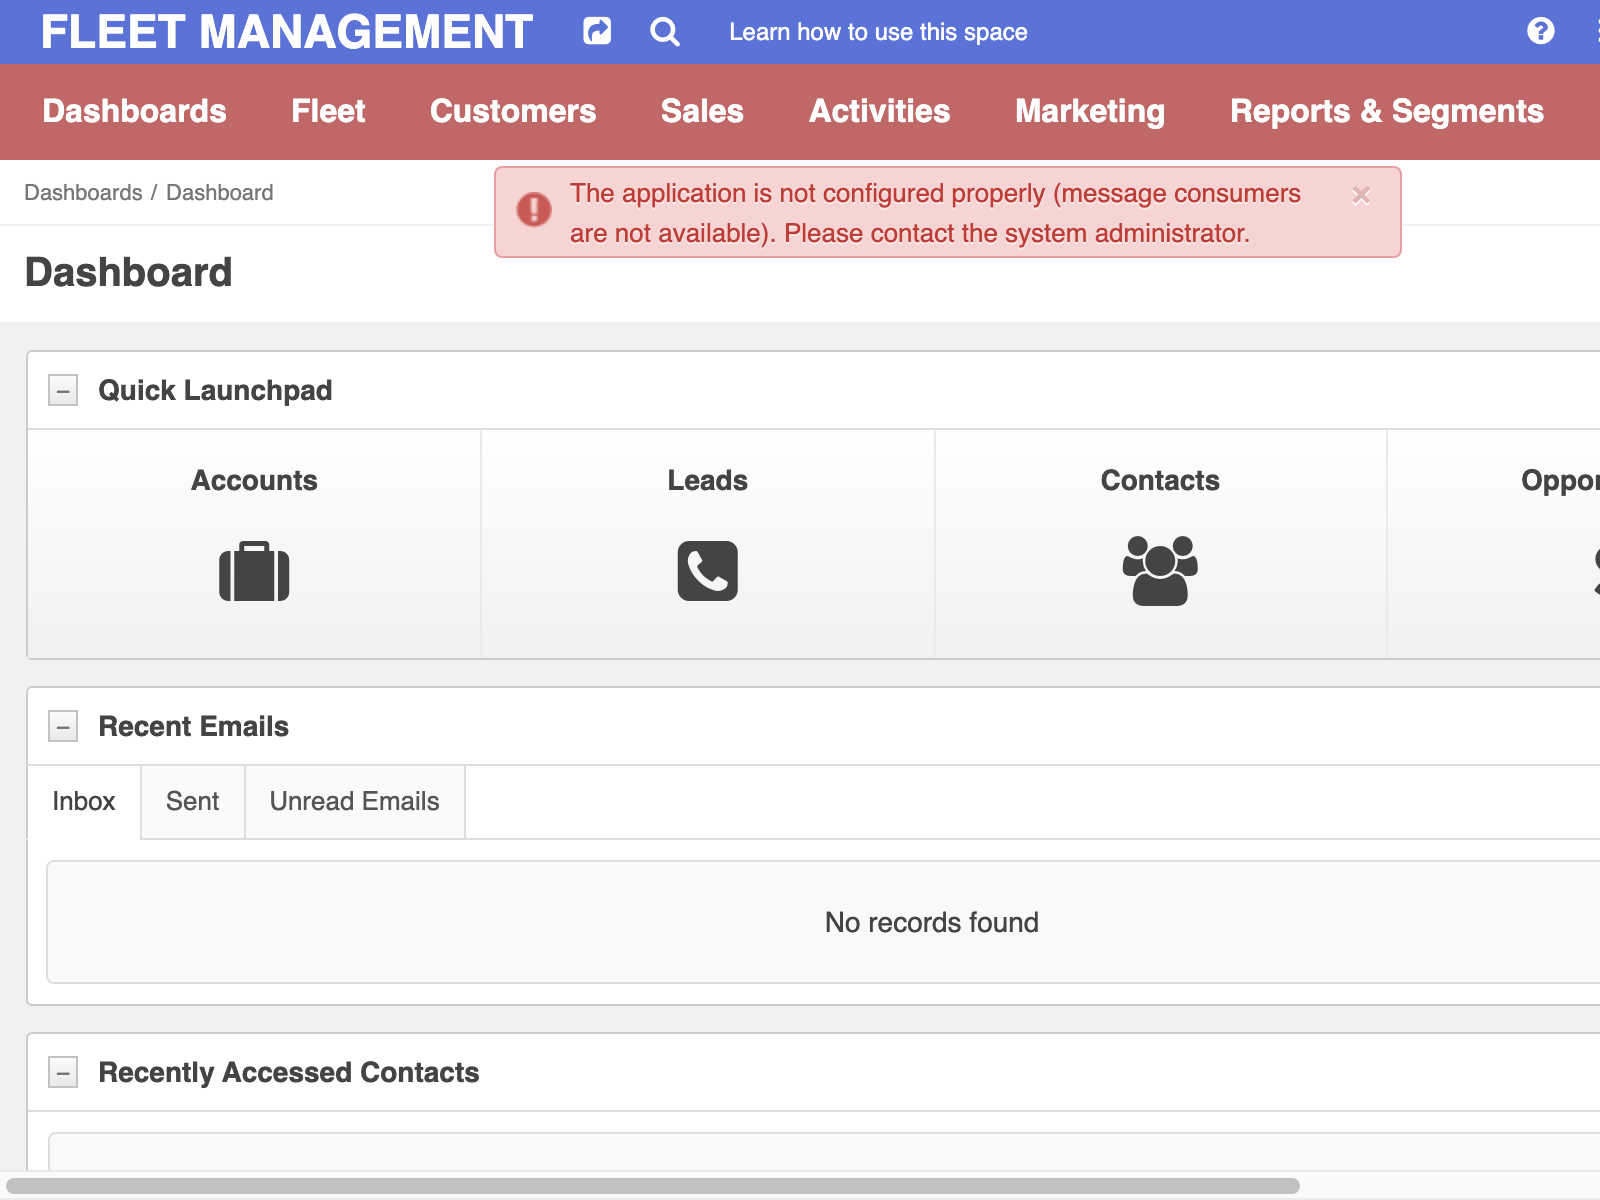 FLEET MANAGEMENT
Learn how to use this space
Dashboards
Fleet
Customers
Sales
Activities
Marketing
Reports & Segments
Dashboards / Dashboard
The application is not configured properly (message consumers
are not available). Please contact the system administrator.
Dashboard
Quick Launchpad
Accounts
Leads
Contacts
Recent Emails
Inbox
Sent
Unread Emails
No records found
Recently Accessed Contacts